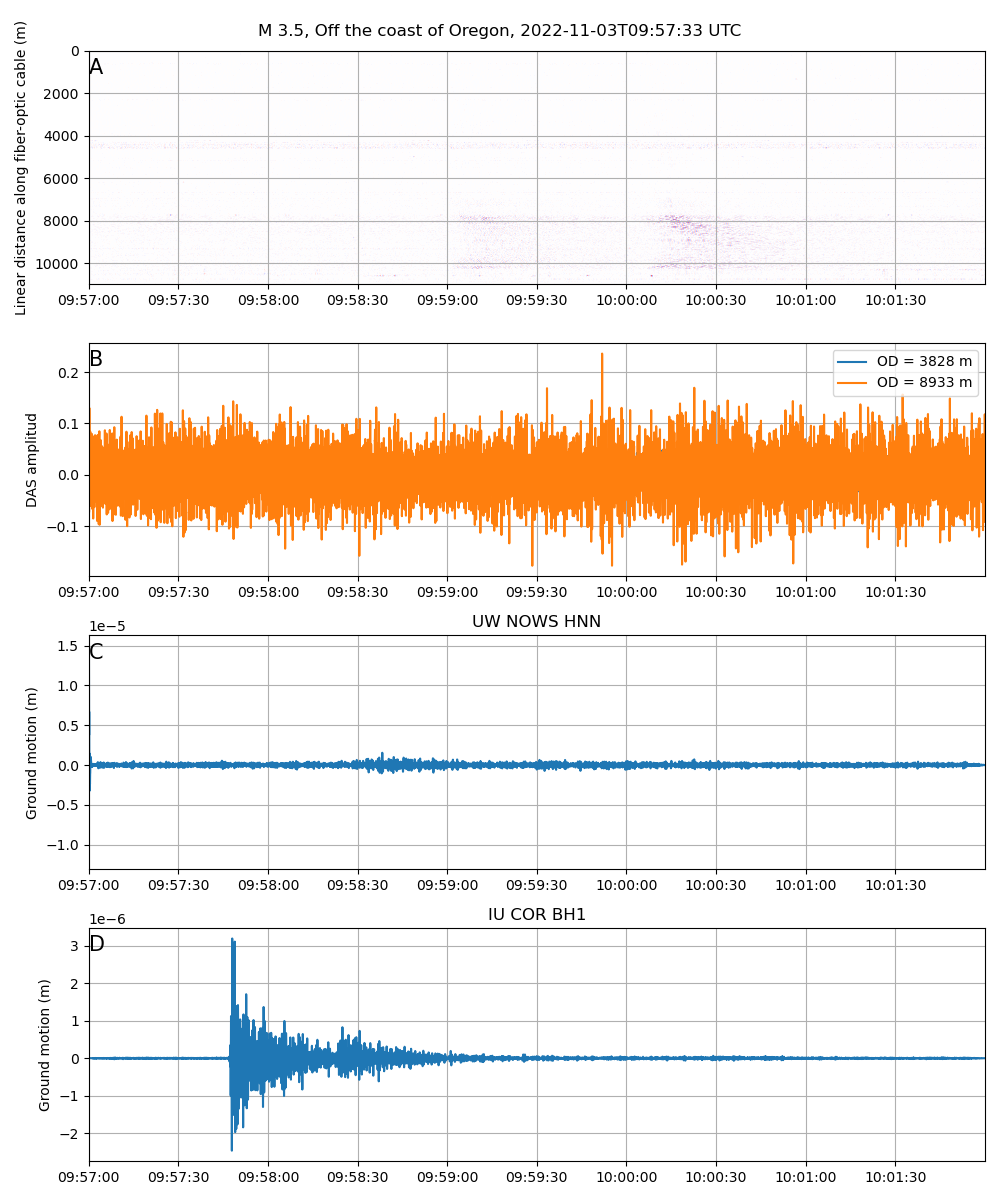 M 3.5, Off the coast of Oregon, 2022-11-03T09:57:33 UTC
A
Linear distance along fiber-optic cable (m)
0
2000
4000
6000
8000
10000
09:57:00 09:57:30 09:58:00 09:58:30 09:59:00 09:59:30 10:00:00 10:00:30 10:01:00 10:01:30
B
OD = 3828 m
OD = 8933 m
DAS amplitud
0.2
0.1
0.0
−0.1
09:57:00 09:57:30 09:58:00 09:58:30 09:59:00 09:59:30 10:00:00 10:00:30 10:01:00 10:01:30
UW NOWS HNN
1e−5
C
Ground motion (m)
1.5
1.0
0.5
0.0
−0.5
−1.0
09:57:00 09:57:30 09:58:00 09:58:30 09:59:00 09:59:30 10:00:00 10:00:30 10:01:00 10:01:30
IU COR BH1
1e−6
D
Ground motion (m)
3
2
1
0
−1
−2
09:57:00 09:57:30 09:58:00 09:58:30 09:59:00 09:59:30 10:00:00 10:00:30 10:01:00 10:01:30